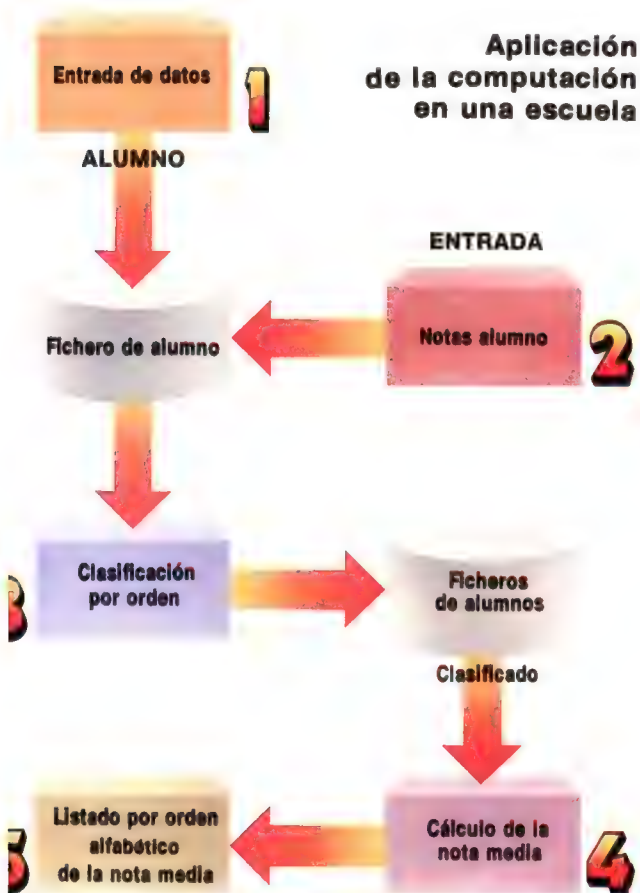 Aplicación
de la computación
en una escuela
Entrada de datos
1
ALUMNO
ENTRADA
Fichero de alumno
Notas alumno
2
3
Clasificación
por orden
Ficheros
de alumnos
Clasificado
5
Listado por orden
alfabético
de la nota media
Cálculo de la
nota media
4